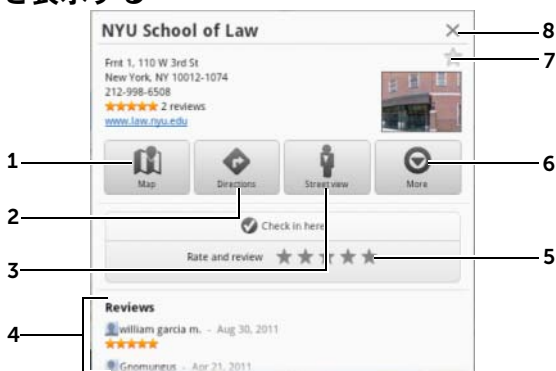 を表示する
NYU School of Law
8
7
Frnt 1, 110 W 3rd St
New York, NY 10012-1074
212-998-6508
2 reviews
www.law.nyu.edu
1
Map
Directions
Street view
More
6
2
Check in here
3
Rate and review
5
Reviews
4
william garcia m. - Aug 30, 2011
Gnomungus - Apr 21, 2011